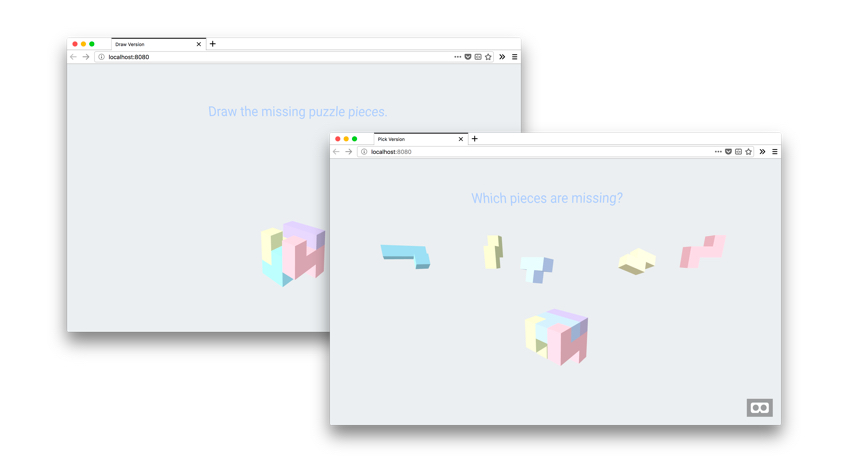 Draw Version
localhost:8080
Draw the missing puzzle pieces.
Pick Version
localhost:8080
Which pieces are missing?